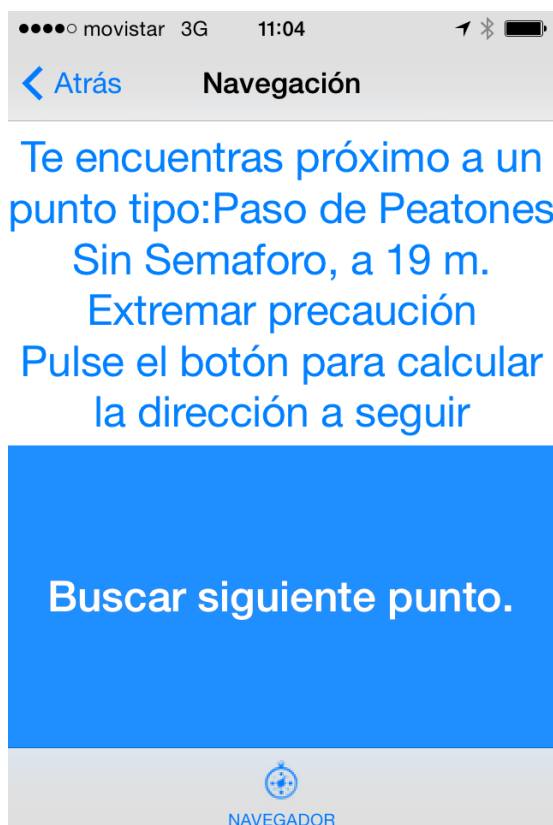 movistar 3G 11:04
Atrás Navegación
Te encuentras próximo a un
punto tipo:Paso de Peatones
Sin Semaforo, a 19 m.
Extremar precaución
Pulse el botón para calcular
la dirección a seguir
Buscar siguiente punto.
NAVEGADOR